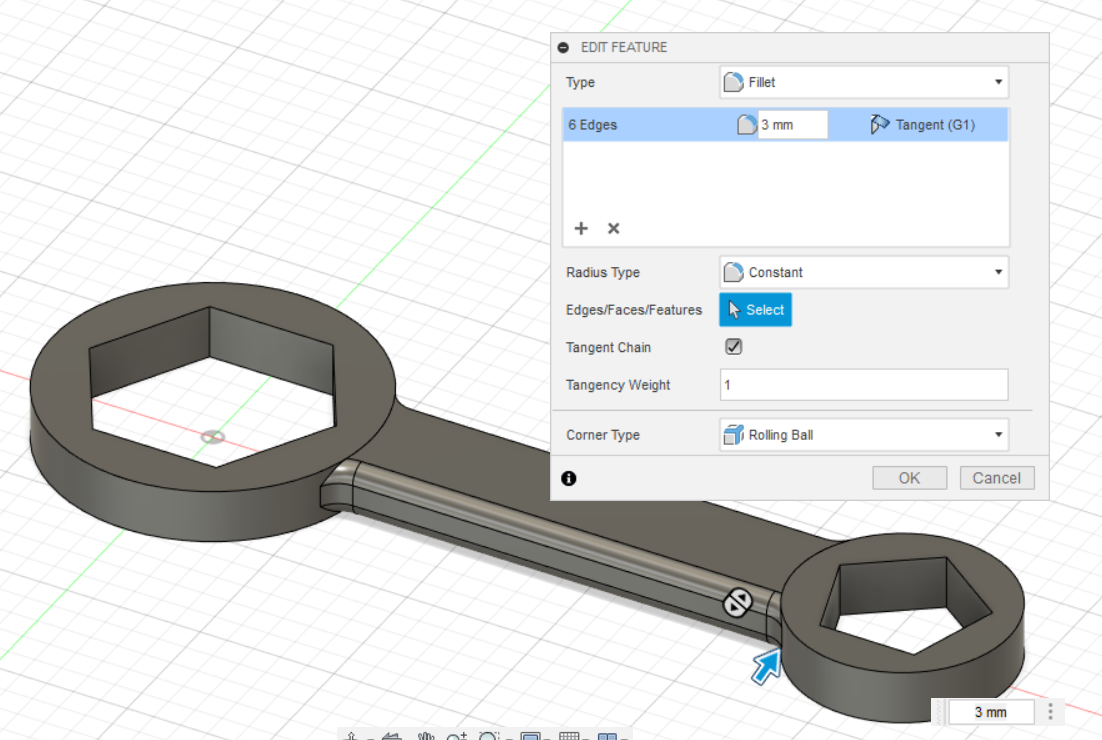 EDIT FEATURE
Type Fillet
6 Edges 3 mm Tangent (G1)
Radius Type Constant
Edges/Faces/Features Select
Tangent Chain
Tangency Weight 1
Corner Type Rolling Ball
OK Cancel
3 mm